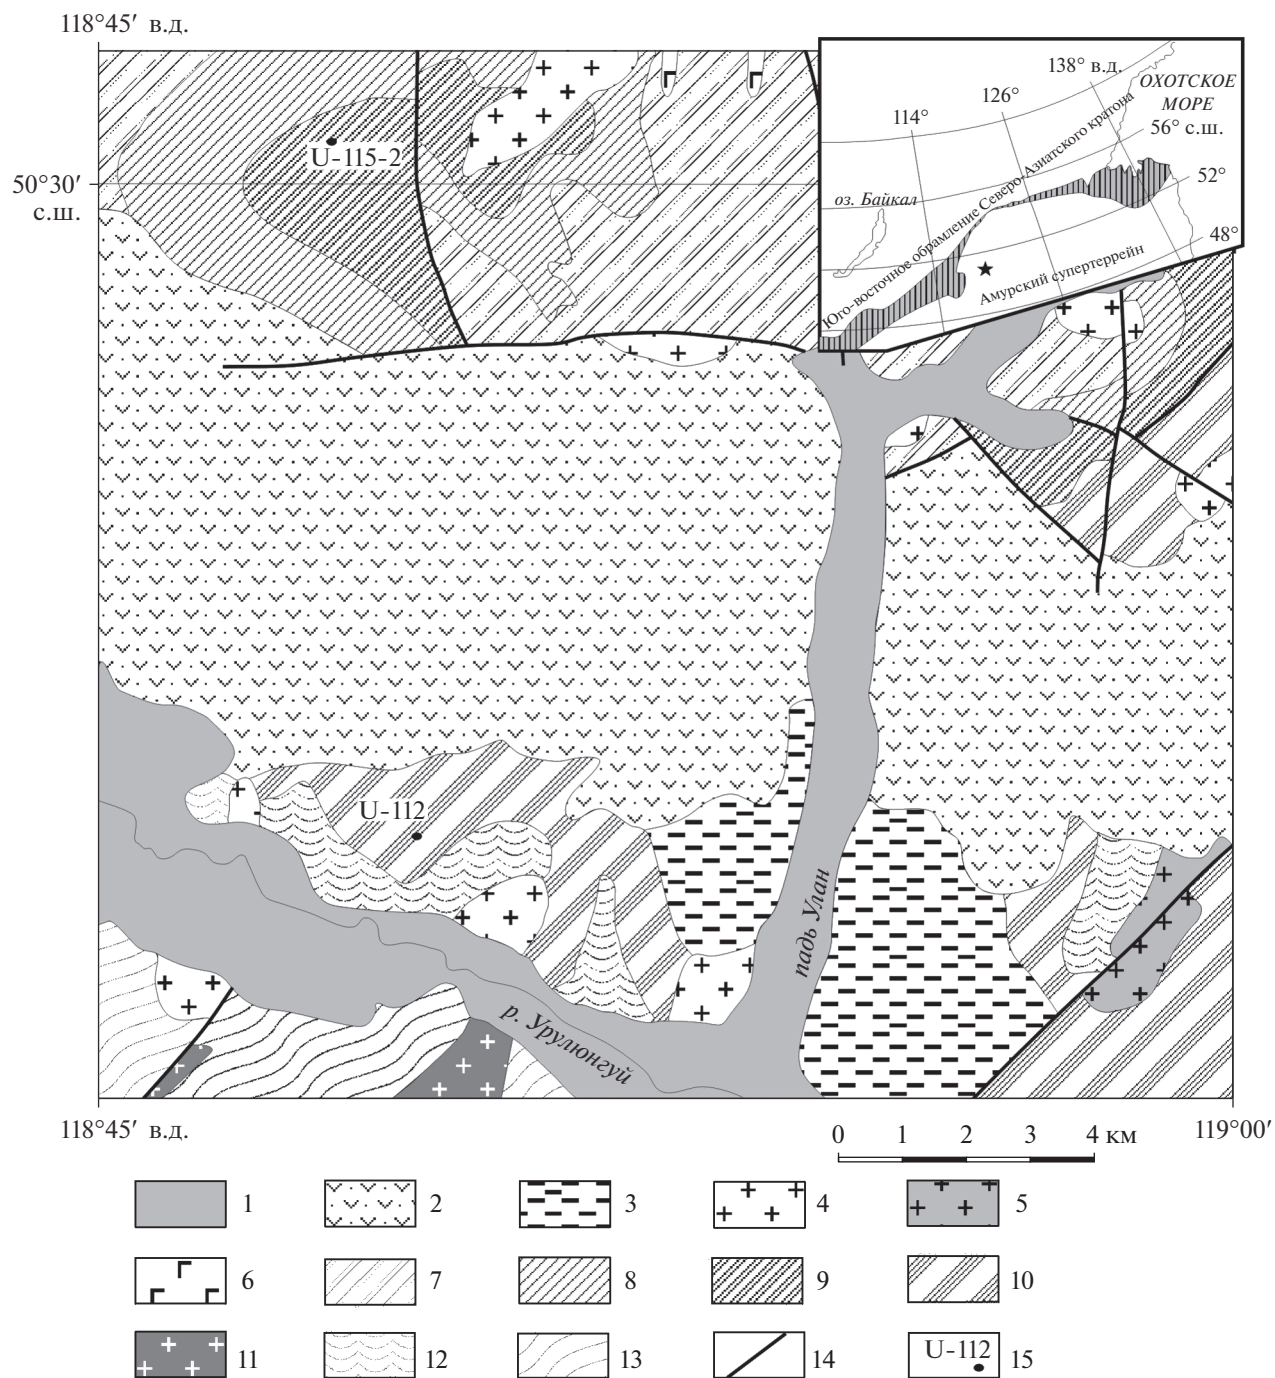 118°45′ в.д.
138° в.д.
ОХОТСКОЕ
МОРЕ
126°
114°
56° с.ш.
52°
48°
оз. Байкал
Юго-восточное обрамление Северо-Азиатского кратона
Амурский супертеррейн
U-115-2
50°30′
с.ш.
U-112
падь Улан
р. Урулюнгуй
118°45′ в.д.
0 1 2 3 4 км
119°00′
1 2 3 4 5
6 7 8 9 10
11 12 13 14 U-112 15